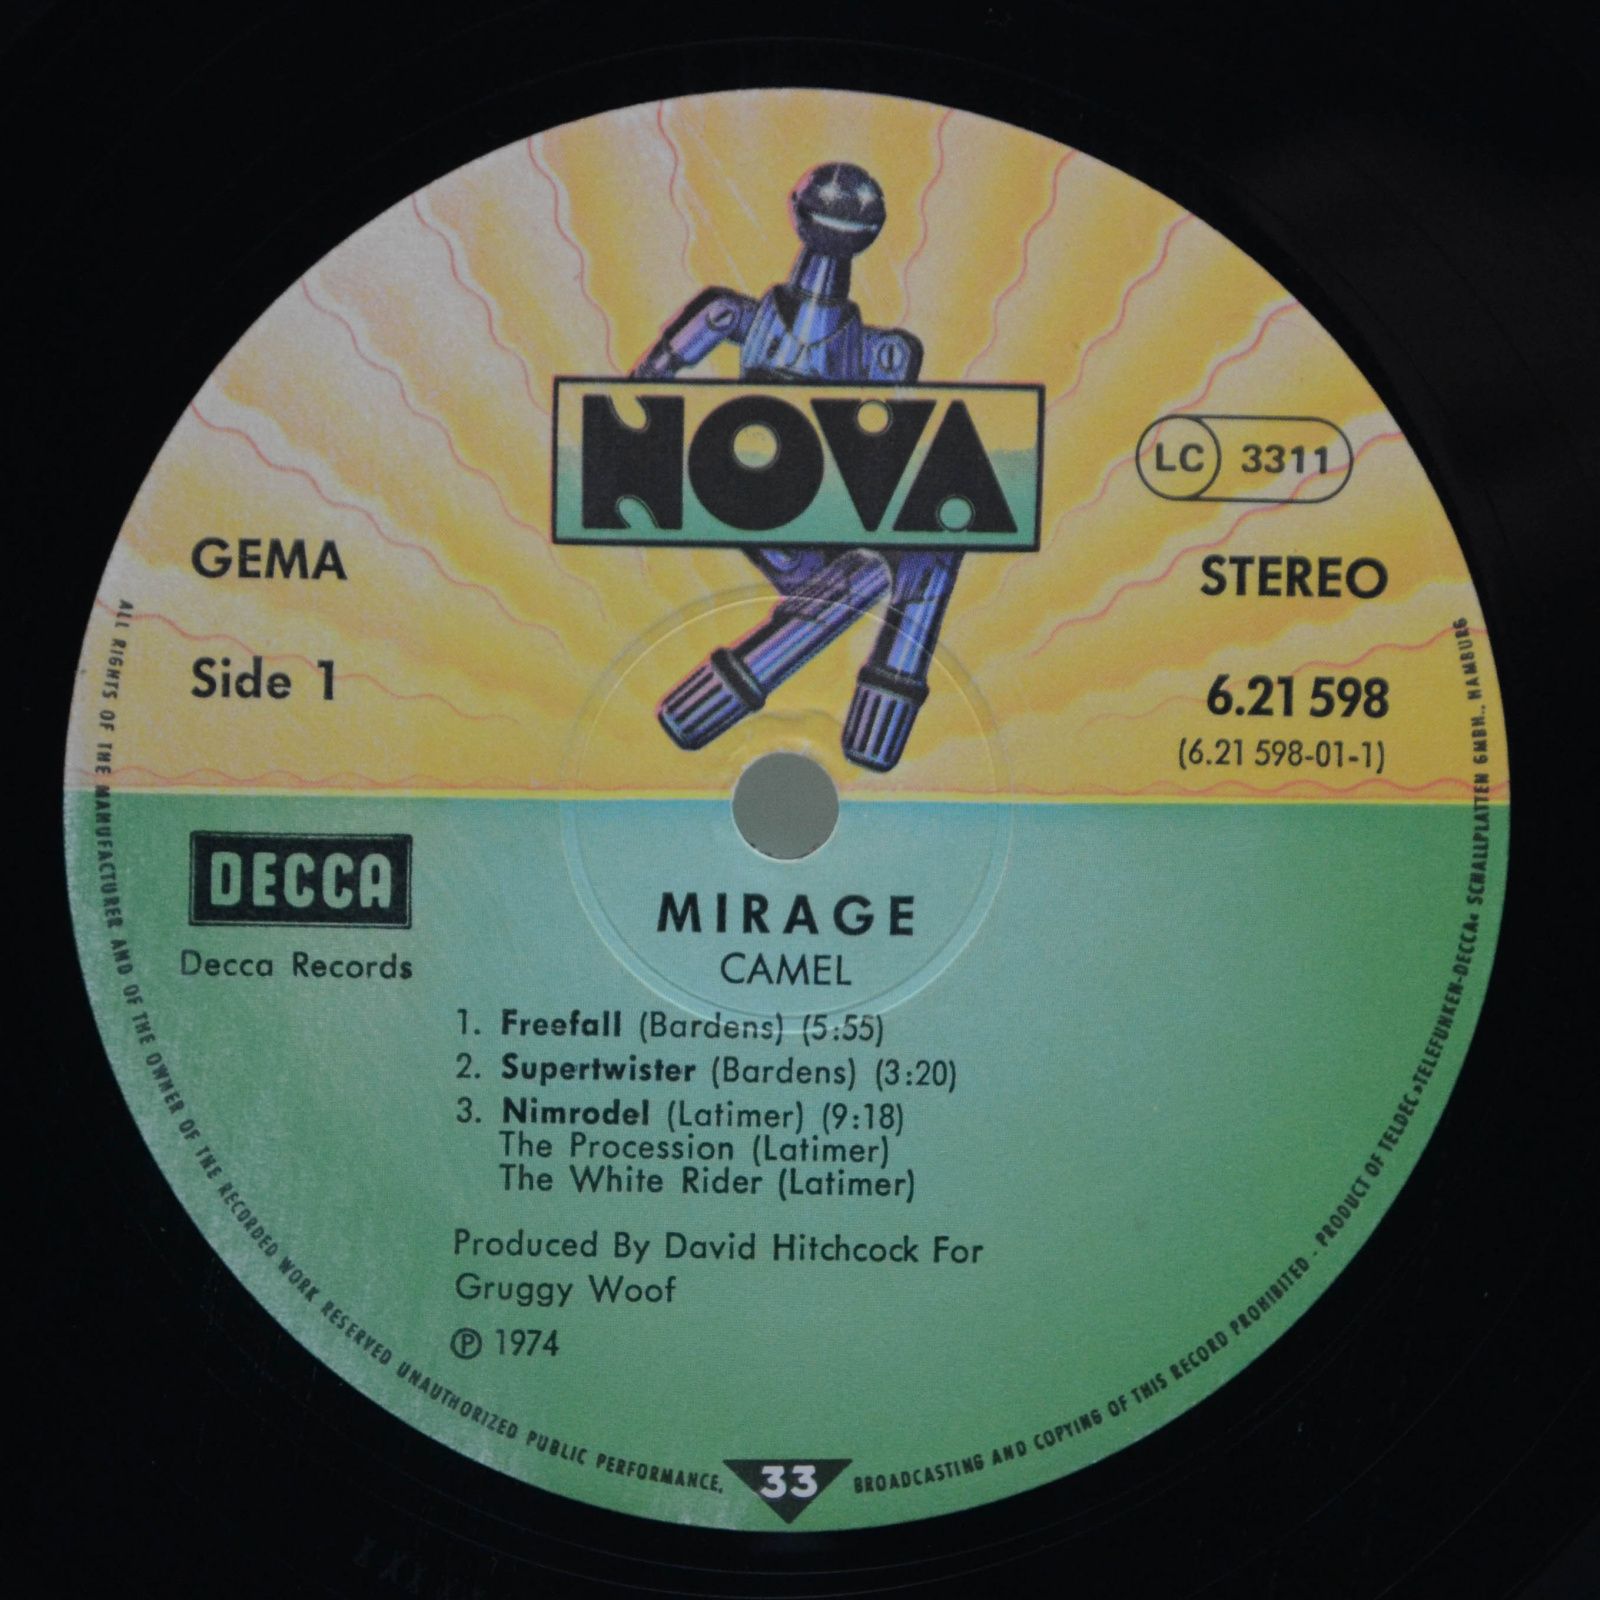 NOVA
LC 3311
GEMA
STEREO
Side 1
6.21 598
(6.21 598-01-1)
DECCA
Decca Records
MIRAGE
CAMEL
1. Freefall (Bardens) (5:55)
2. Supertwister (Bardens) (3:20)
3. Nimrodel (Latimer) (9:18)
The Procession (Latimer)
The White Rider (Latimer)
Produced By David Hitchcock For
Gruggy Woof
℗ 1974
ALL RIGHTS OF THE MANUFACTURER AND OF THE OWNER OF THE RECORDED WORK RESERVED UNAUTHORIZED PUBLIC PERFORMANCE, 33 BROADCASTING AND COPYING OF THIS RECORD PROHIBITED - PRODUCT OF TELDEC »TELEFUNKEN-DECCA« SCHALLPLATTEN GMBH., HAMBURG